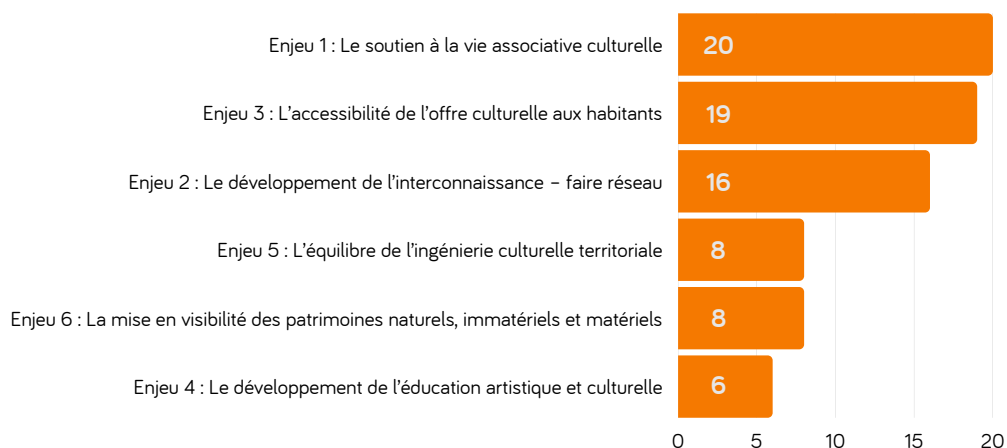 Enjeu 1 : Le soutien à la vie associative culturelle
20
Enjeu 3 : L’accessibilité de l’offre culturelle aux habitants
19
Enjeu 2 : Le développement de l’interconnaissance – faire réseau
16
Enjeu 5 : L’équilibre de l’ingénierie culturelle territoriale
8
Enjeu 6 : La mise en visibilité des patrimoines naturels, immatériels et matériels
8
Enjeu 4 : Le développement de l’éducation artistique et culturelle
6
0 5 10 15 20